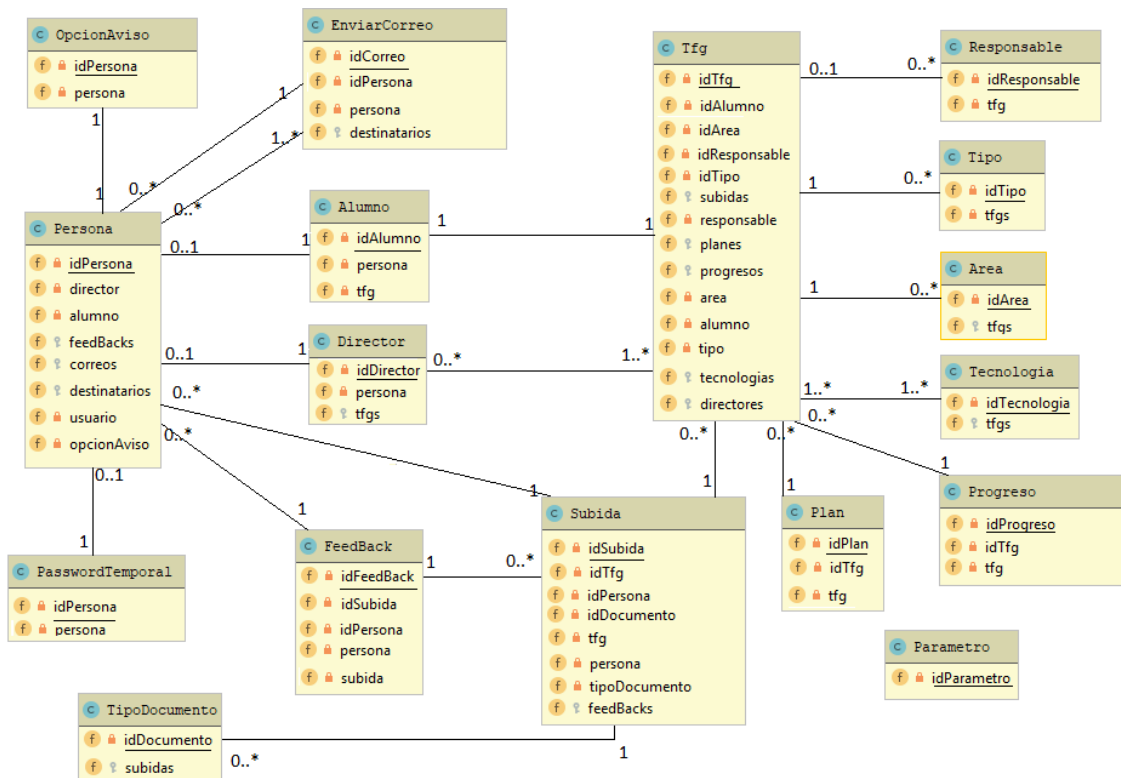 OpcionAviso
idPersona
persona
EnviarCorreo
idCorreo
idPersona
persona
destinatarios
Tfg
idTfg
idAlumno
idArea
idResponsable
idTipo
subidas
responsable
planes
progresos
area
alumno
tipo
tecnologias
directores
Responsable
idResponsable
tfg
Tipo
idTipo
tfgs
Area
idArea
tfgs
Tecnologia
idTecnologia
tfgs
Persona
idPersona
director
alumno
feedBacks
correos
destinatarios
usuario
opcionAviso
Alumno
idAlumno
persona
tfg
Director
idDirector
persona
tfgs
PasswordTemporal
idPersona
persona
FeedBack
idFeedBack
idSubida
idPersona
persona
subida
Subida
idSubida
idTfg
idPersona
idDocumento
tfg
persona
tipoDocumento
feedBacks
Plan
idPlan
idTfg
tfg
Progreso
idProgreso
idTfg
tfg
Parametro
idParametro
TipoDocumento
idDocumento
subidas
1
1
1
0..*
1..*
0..*
0..1
1
1
1
0..1
1
0..*
1..*
0..1
0..*
1
0..*
1
0..*
1..*
1..*
0..*
1
0..*
1
0..*
1
0..*
1
0..*
1
0..1
1
1
0..*
0..*
1